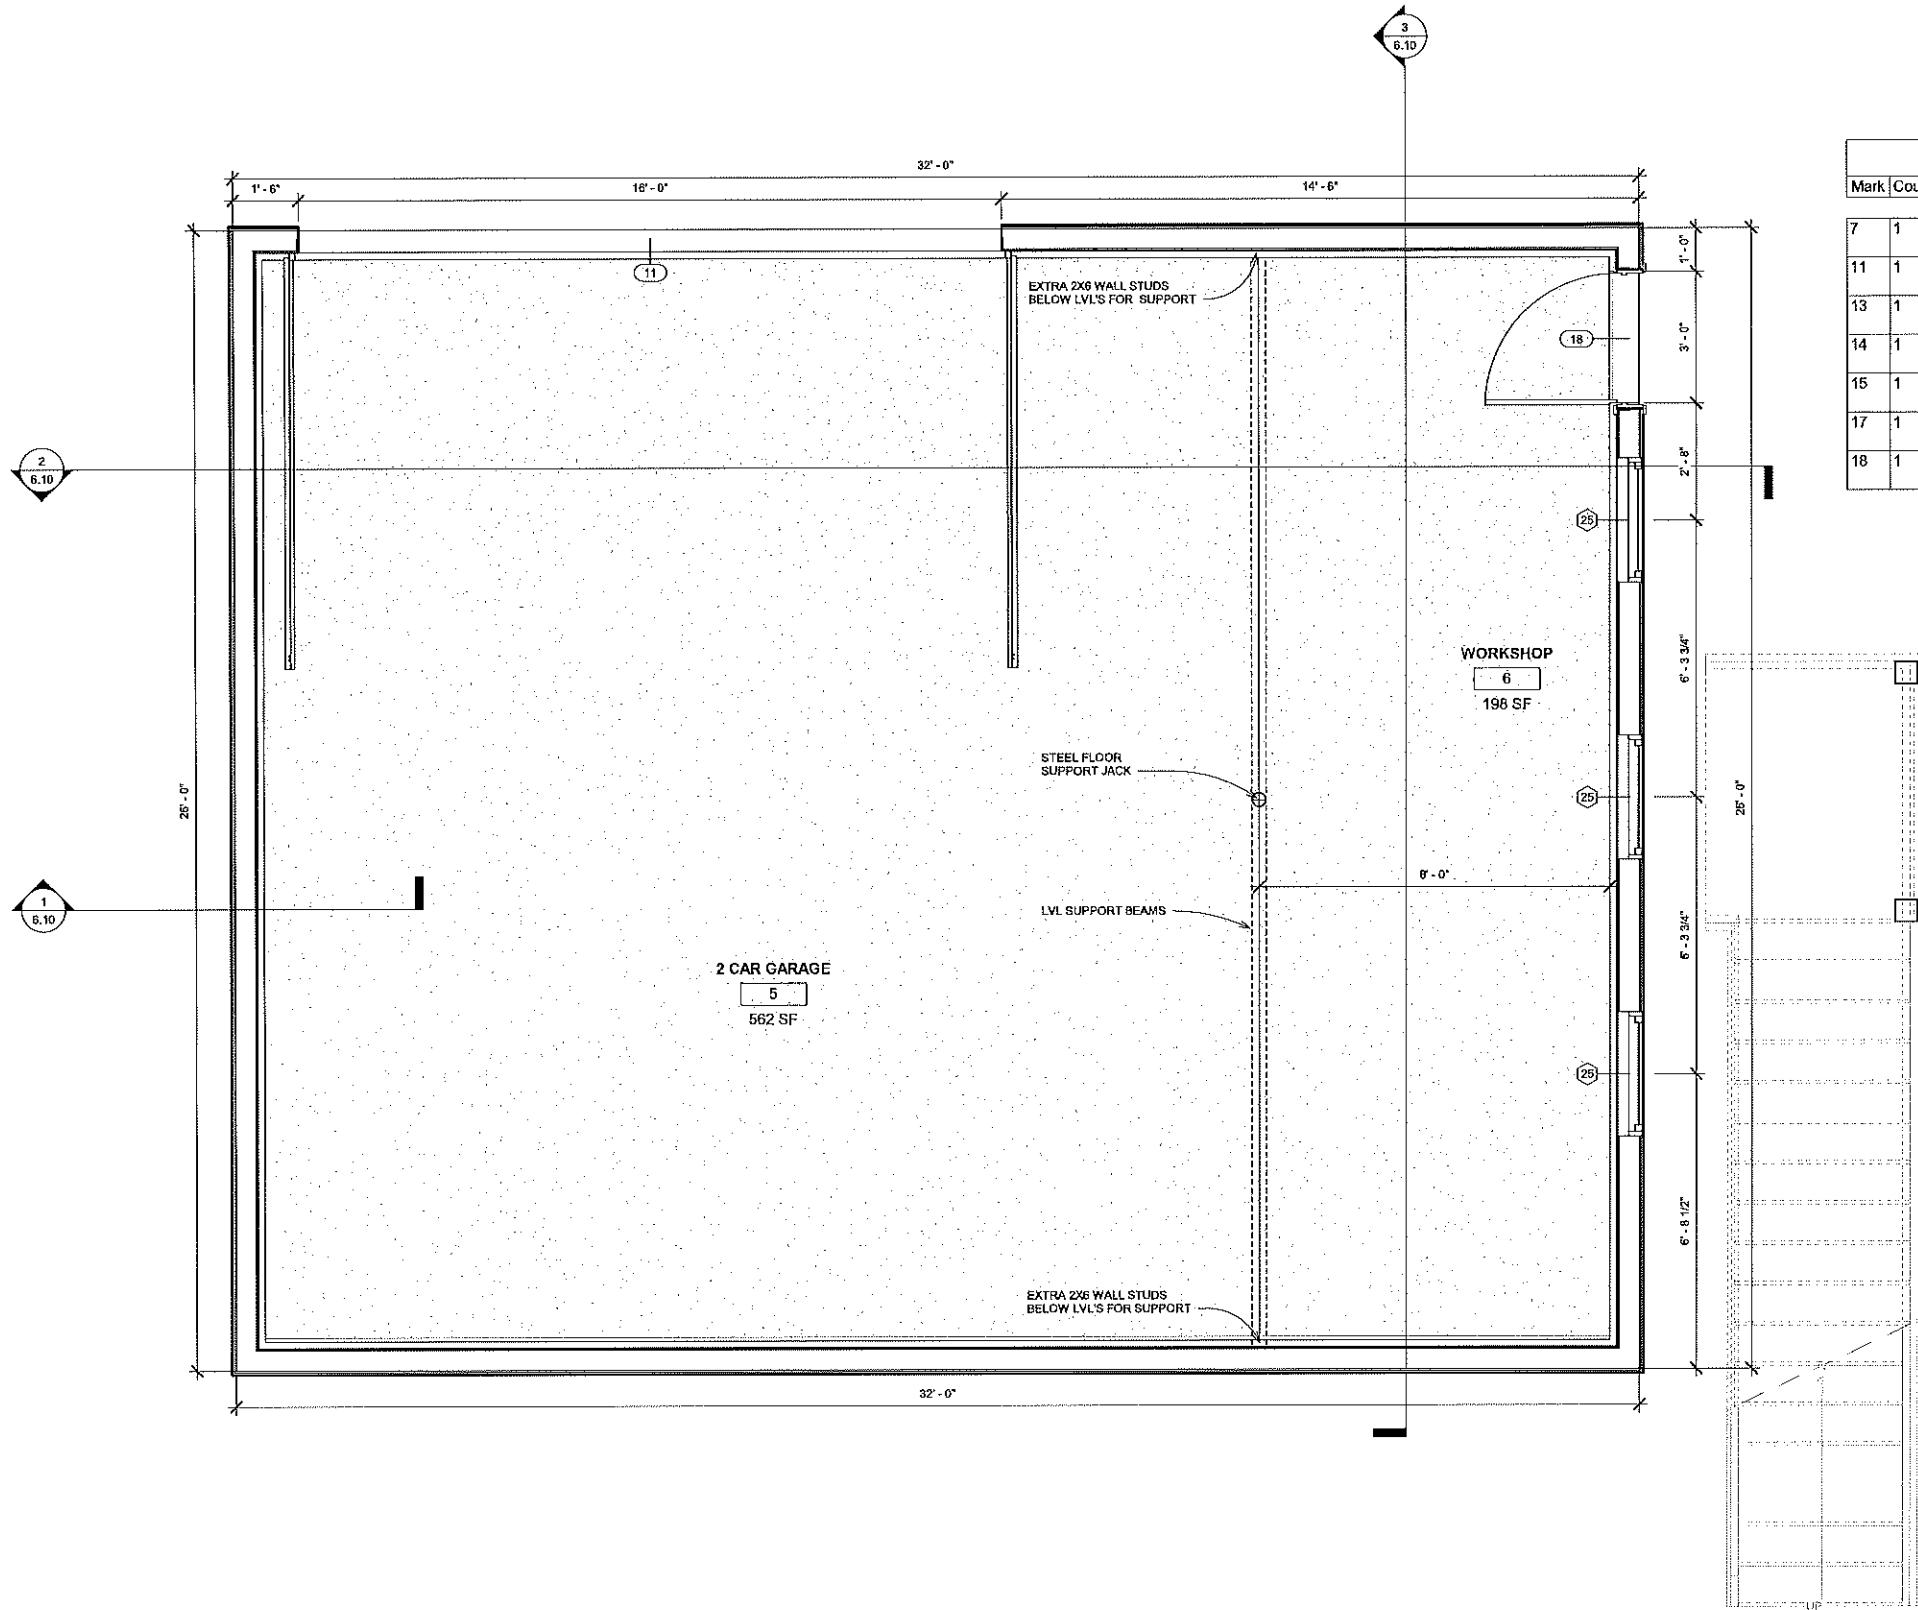 3
6.10
32' - 0"
1' - 6"
16' - 0"
14' - 6"
Mark
7 1
11 1
13 1
14 1
15 1
17 1
18 1
1' - 0"
11
EXTRA 2X6 WALL STUDS
BELOW LVL'S FOR SUPPORT
18
3' - 0"
2
6.10
2' - 8"
25
WORKSHOP
6
198 SF
6' - 3 3/4"
STEEL FLOOR
SUPPORT JACK
25
26' - 0"
26' - 0"
8' - 0"
1
6.10
LVL SUPPORT BEAMS
6' - 3 3/4"
2 CAR GARAGE
5
562 SF
25
6' - 8 1/2"
EXTRA 2X6 WALL STUDS
BELOW LVL'S FOR SUPPORT
32' - 0"
UP